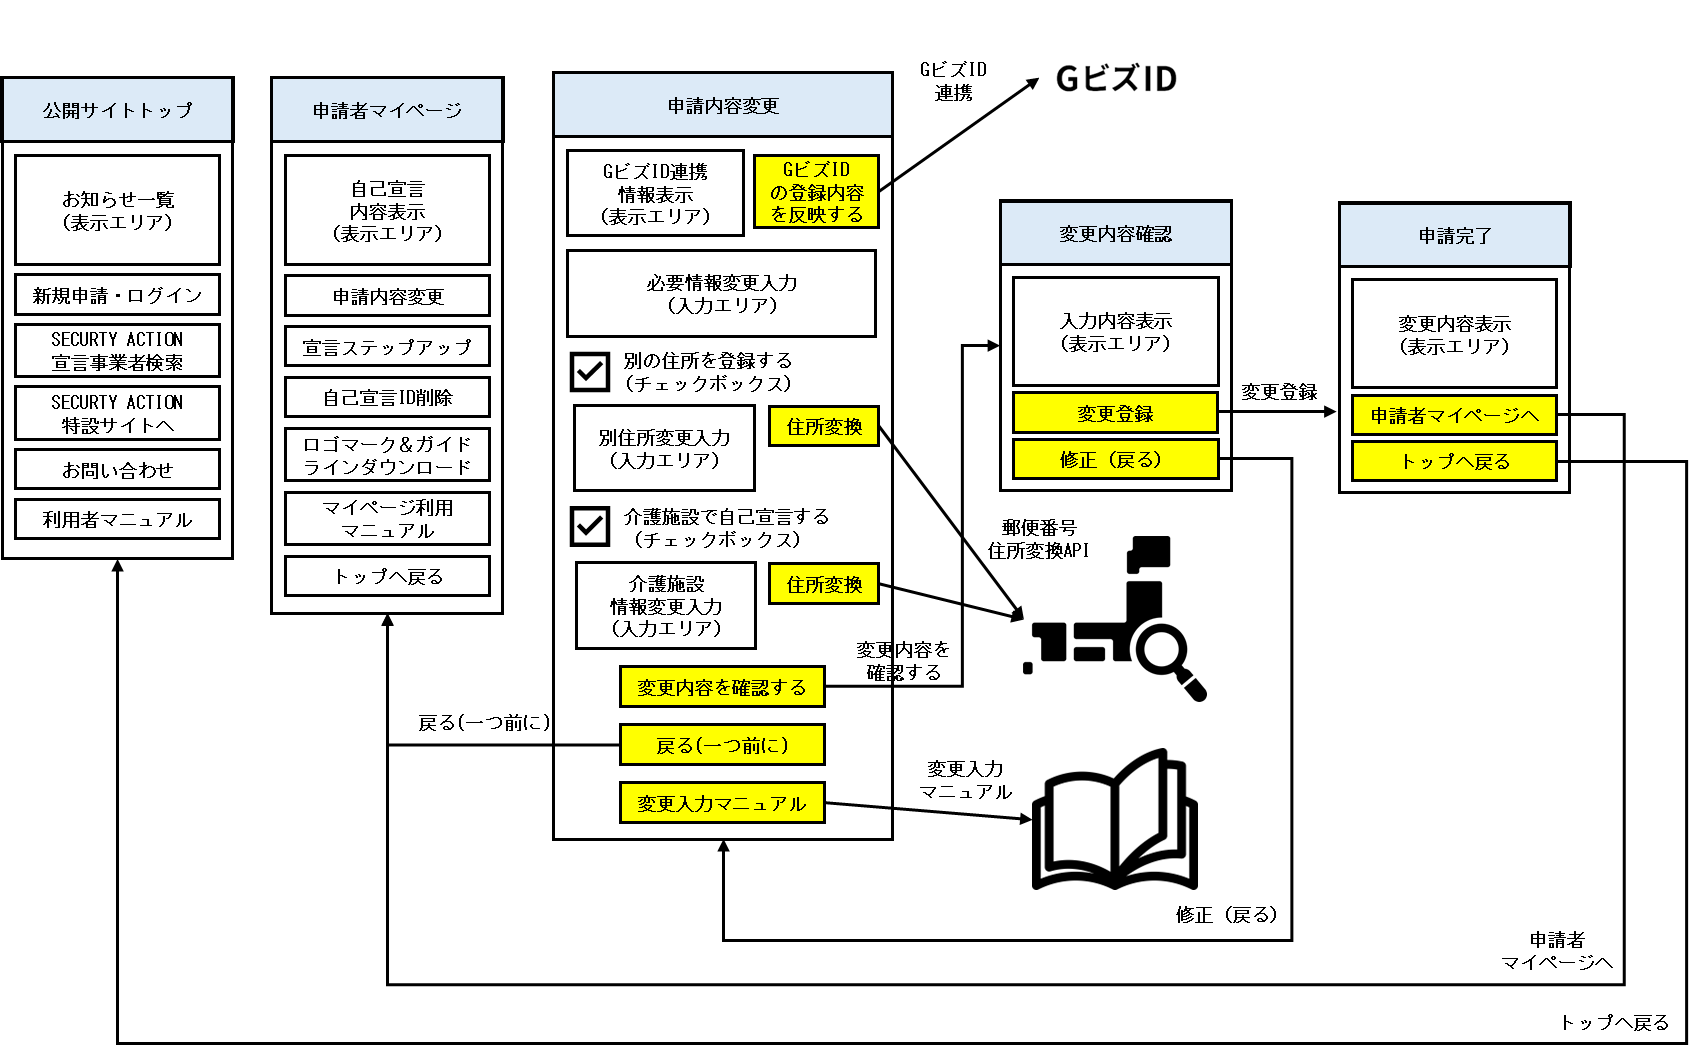 公開サイトトップ
お知らせ一覧
（表示エリア）
新規申請・ログイン
SECURTY ACTION
宣言事業者検索
SECURTY ACTION
特設サイトへ
お問い合わせ
利用者マニュアル
申請者マイページ
自己宣言
内容表示
（表示エリア）
申請内容変更
宣言ステップアップ
自己宣言ID削除
ロゴマーク＆ガイド
ラインダウンロード
マイページ利用
マニュアル
トップへ戻る
申請内容変更
GビズID連携
情報表示
（表示エリア）
GビズID
の登録内容
を反映する
必要情報変更入力
（入力エリア）
別の住所を登録する
（チェックボックス）
別住所変更入力
（入力エリア）
住所変換
介護施設で自己宣言する
（チェックボックス）
介護施設
情報変更入力
（入力エリア）
住所変換
変更内容を確認する
戻る(一つ前に)
変更入力マニュアル
GビズID
連携
GビズID
変更内容を
確認する
戻る(一つ前に)
変更入力
マニュアル
郵便番号
住所変換API
変更内容確認
入力内容表示
（表示エリア）
変更登録
修正（戻る）
変更登録
申請完了
変更内容表示
（表示エリア）
申請者マイページへ
トップへ戻る
修正（戻る）
申請者
マイページへ
トップへ戻る